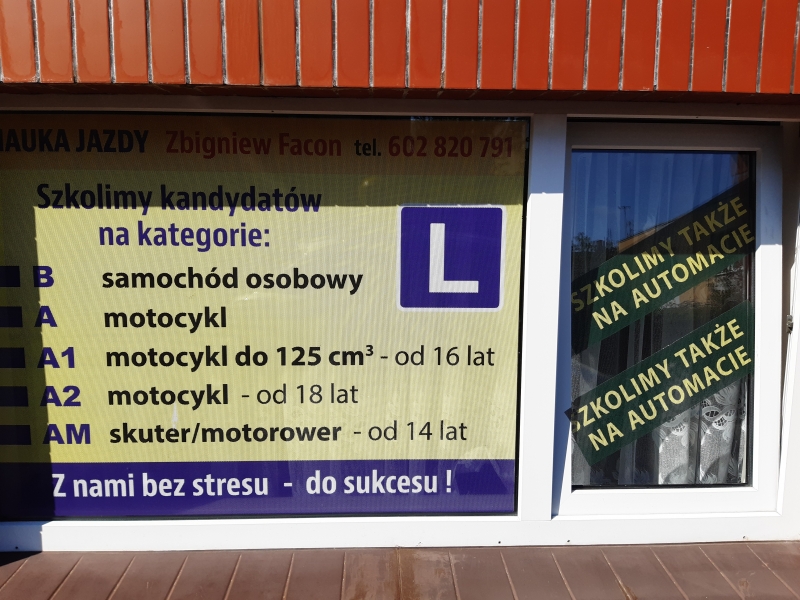 NAUKA JAZDY Zbigniew Facon tel. 602 820 791
Szkolimy kandydatów
na kategorie:
L
B samochód osobowy
A motocykl
A1 motocykl do 125 cm³ - od 16 lat
A2 motocykl - od 18 lat
AM skuter/motorower - od 14 lat
Z nami bez stresu - do sukcesu !
SZKOLIMY TAKŻE
NA AUTOMACIE
SZKOLIMY TAKŻE
NA AUTOMACIE